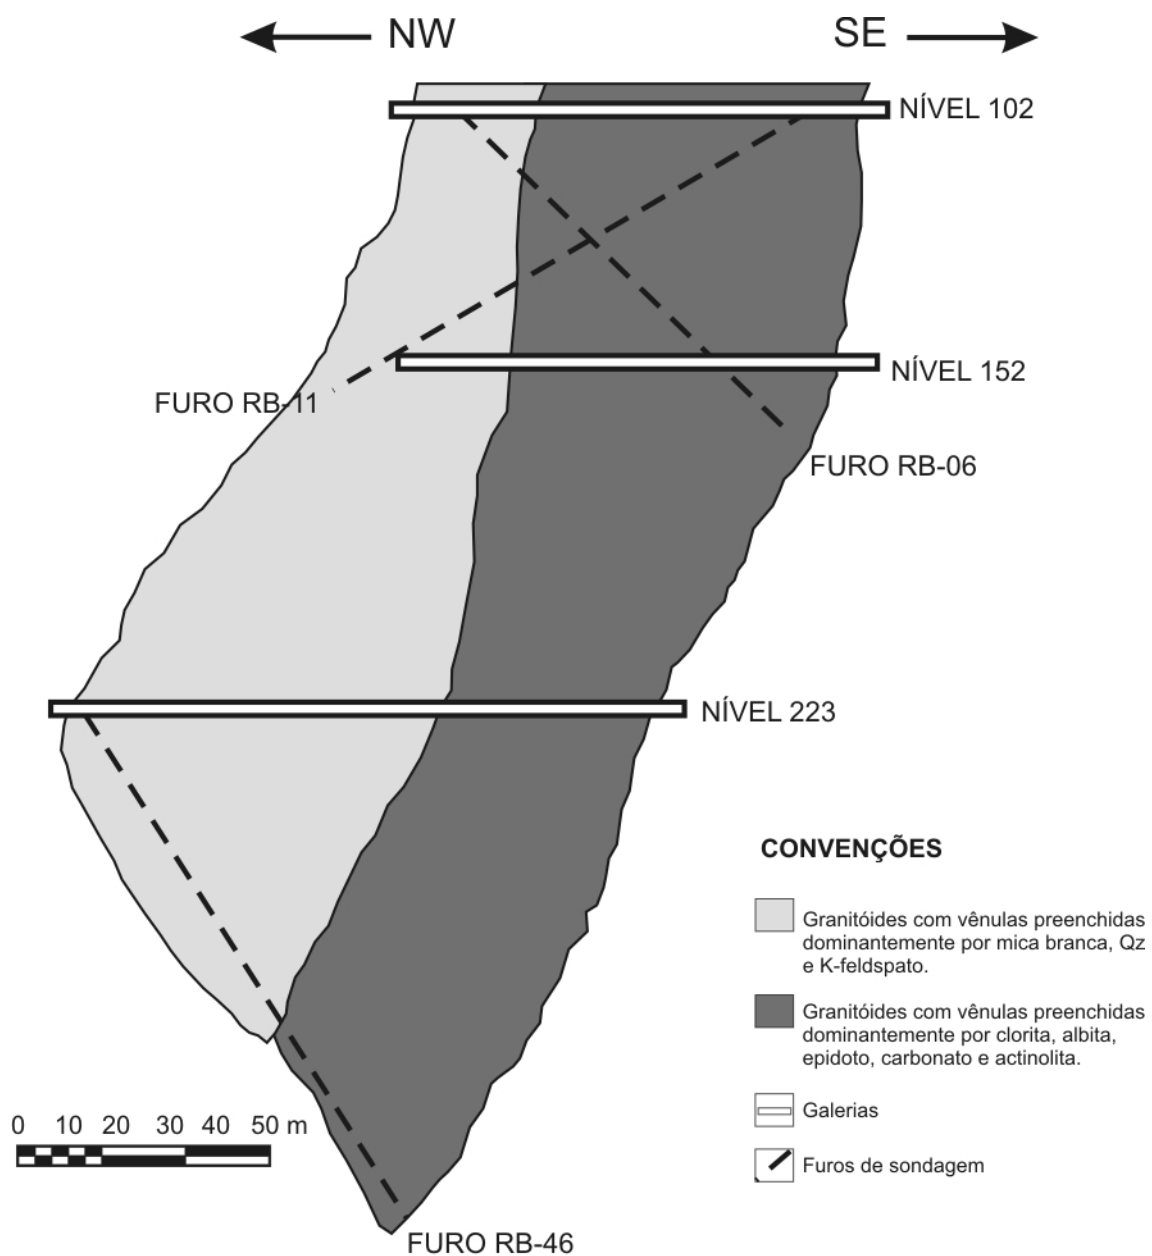 NW SE
NÍVEL 102
NÍVEL 152
FURO RB-11
FURO RB-06
NÍVEL 223
CONVENÇÕES
Granitóides com vênulas preenchidas
dominantemente por mica branca, Qz
e K-feldspato.
Granitóides com vênulas preenchidas
dominantemente por clorita, albita,
epidoto, carbonato e actinolita.
Galerias
Furos de sondagem
0 10 20 30 40 50 m
FURO RB-46